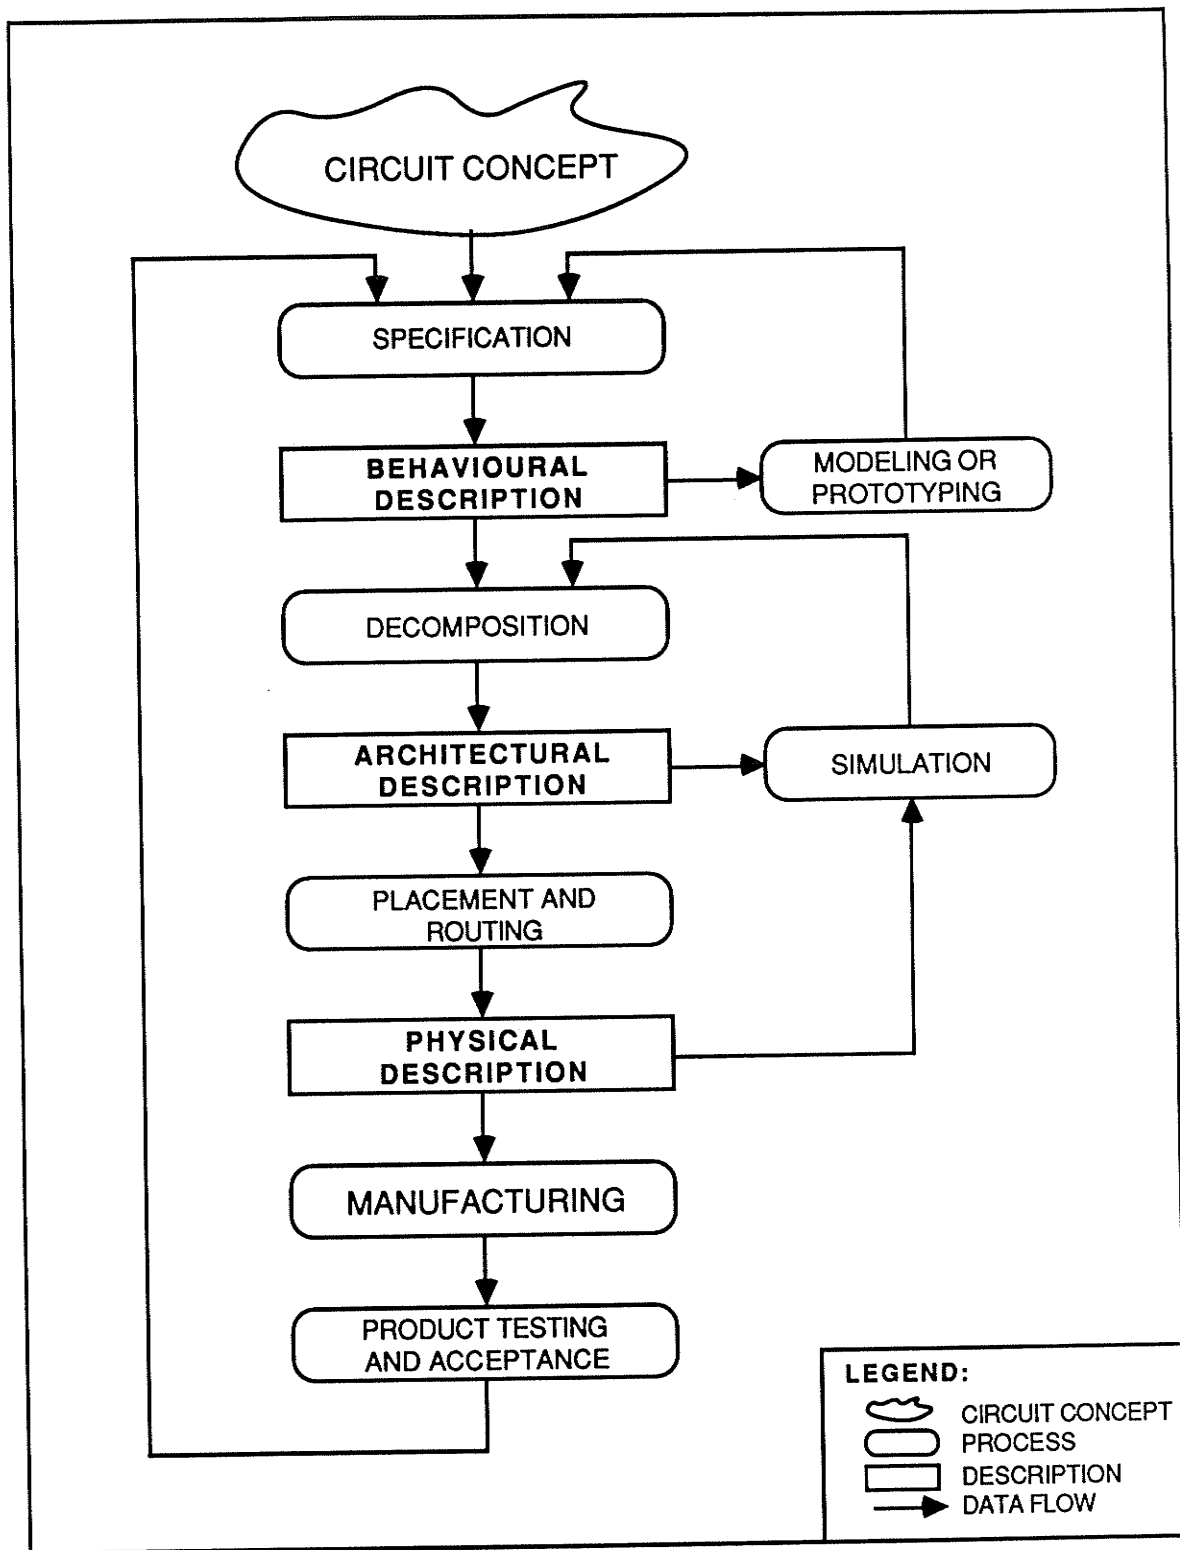 CIRCUIT CONCEPT
SPECIFICATION
BEHAVIOURAL
DESCRIPTION
MODELING OR
PROTOTYPING
DECOMPOSITION
ARCHITECTURAL
DESCRIPTION
SIMULATION
PLACEMENT AND
ROUTING
PHYSICAL
DESCRIPTION
MANUFACTURING
PRODUCT TESTING
AND ACCEPTANCE
LEGEND:
CIRCUIT CONCEPT
PROCESS
DESCRIPTION
DATA FLOW